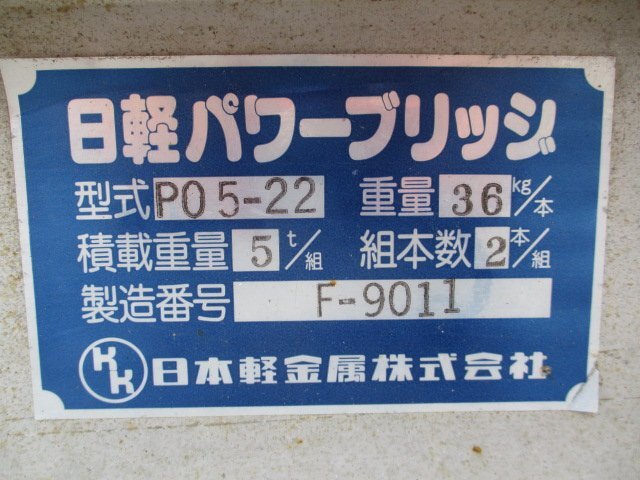 日軽パワーブリッジ
型式 PO5-22 重量 36 kg/本
積載重量 5 t/組 組本数 2 本/組
製造番号 F-9011
KK 日本軽金属株式会社